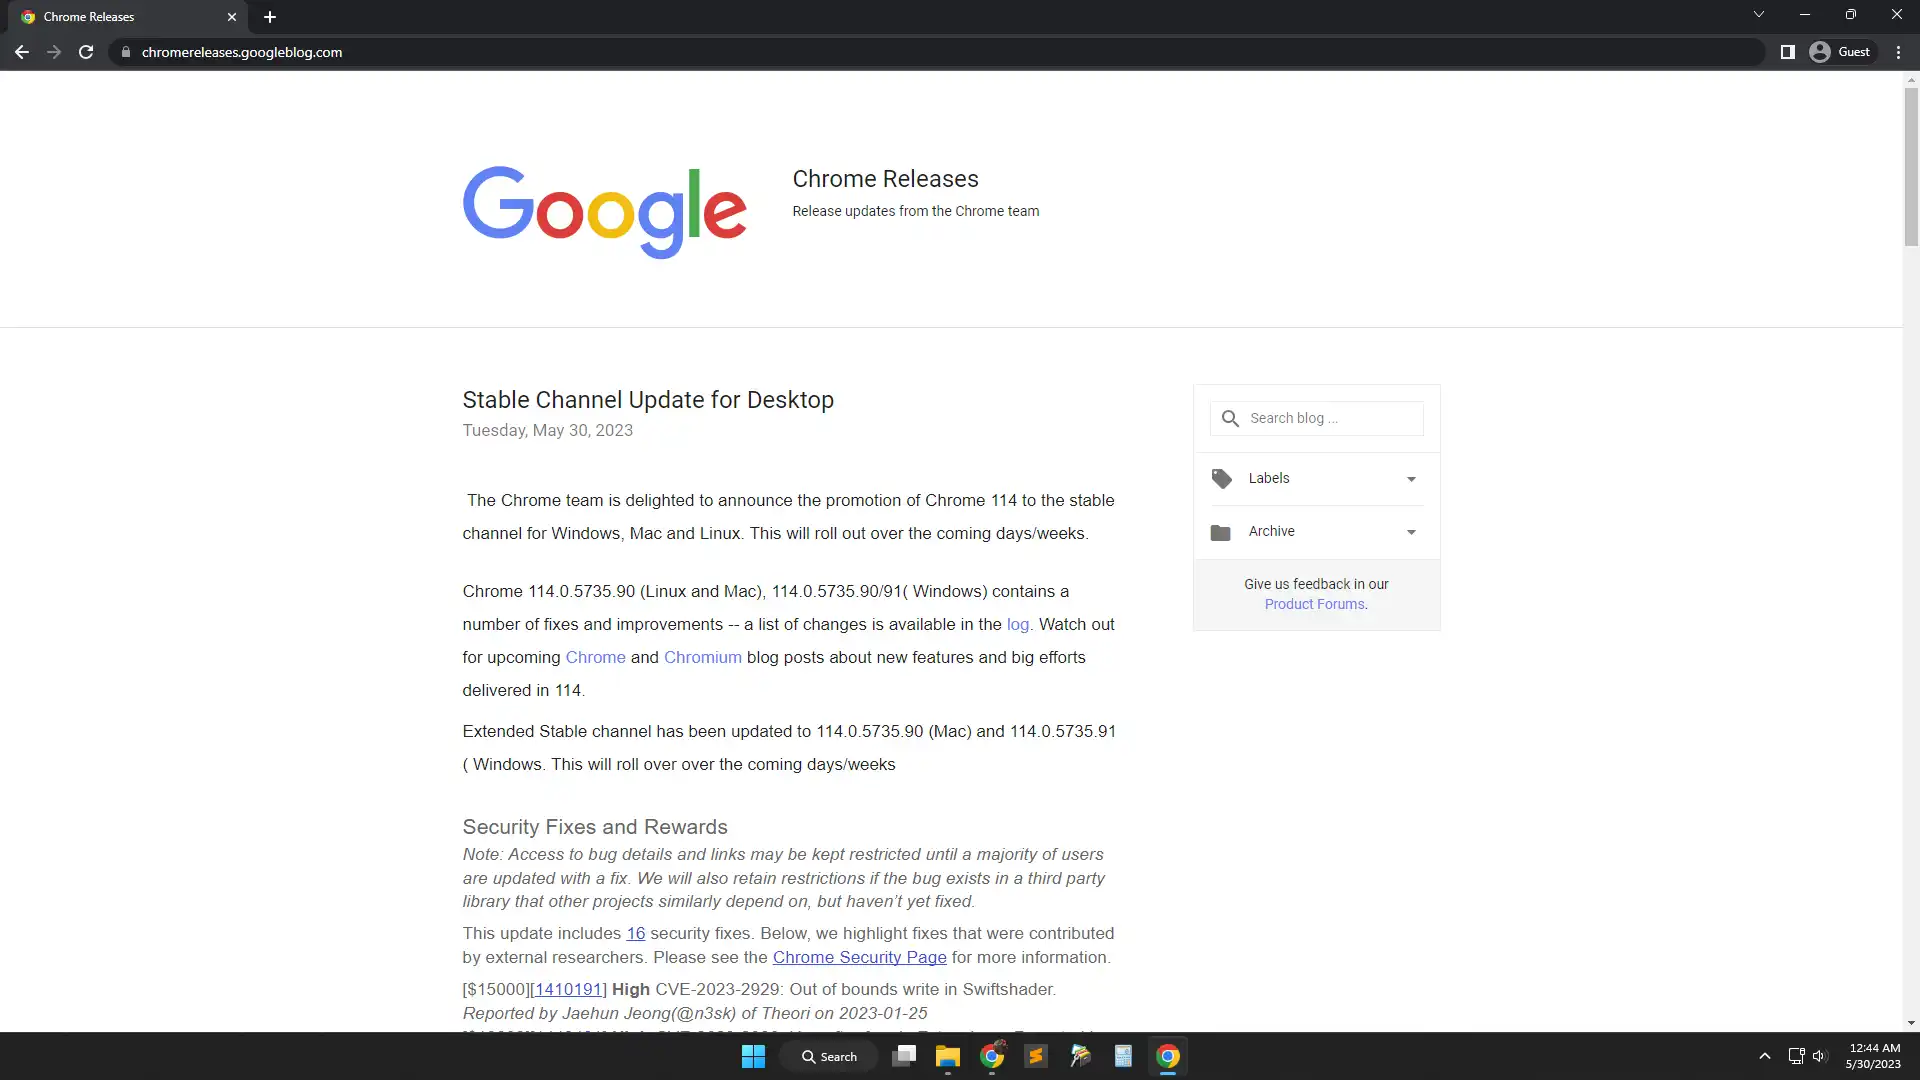 Chrome Releases
chromereleases.googleblog.com
Guest
Google
Chrome Releases
Release updates from the Chrome team
Stable Channel Update for Desktop
Tuesday, May 30, 2023
The Chrome team is delighted to announce the promotion of Chrome 114 to the stable
channel for Windows, Mac and Linux. This will roll out over the coming days/weeks.
Chrome 114.0.5735.90 (Linux and Mac), 114.0.5735.90/91( Windows) contains a
number of fixes and improvements -- a list of changes is available in the log. Watch out
for upcoming Chrome and Chromium blog posts about new features and big efforts
delivered in 114.
Extended Stable channel has been updated to 114.0.5735.90 (Mac) and 114.0.5735.91
( Windows. This will roll over over the coming days/weeks
Security Fixes and Rewards
Note: Access to bug details and links may be kept restricted until a majority of users
are updated with a fix. We will also retain restrictions if the bug exists in a third party
library that other projects similarly depend on, but haven’t yet fixed.
This update includes 16 security fixes. Below, we highlight fixes that were contributed
by external researchers. Please see the Chrome Security Page for more information.
[$15000][1410191] High CVE-2023-2929: Out of bounds write in Swiftshader.
Reported by Jaehun Jeong(@n3sk) of Theori on 2023-01-25
Search blog ...
Labels
Archive
Give us feedback in our
Product Forums.
Search
12:44 AM
5/30/2023